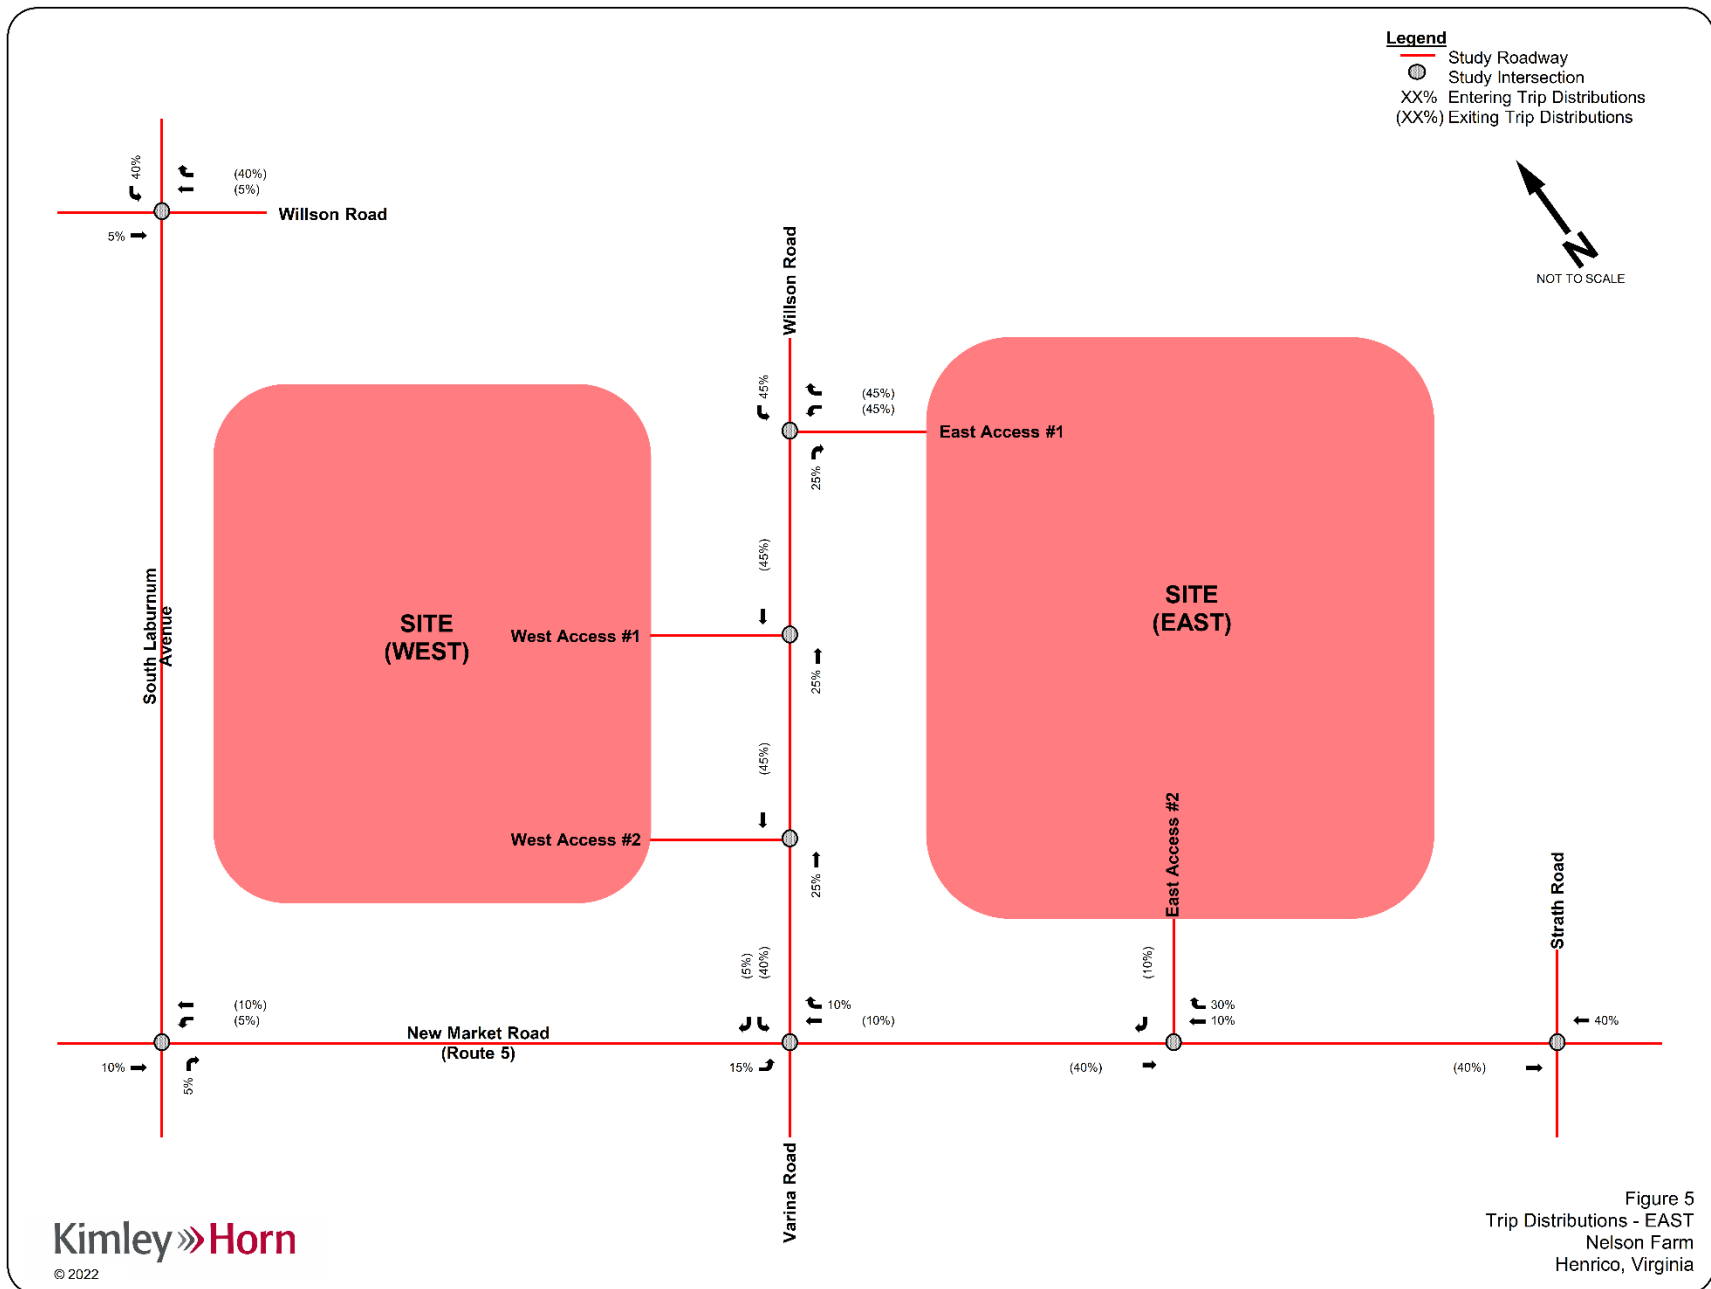 Legend
Study Roadway
Study Intersection
XX% Entering Trip Distributions
(XX%) Exiting Trip Distributions
N
NOT TO SCALE
40%
(40%)
(5%)
Willson Road
5%
Willson Road
45%
(45%)
(45%)
East Access #1
25%
(45%)
South Laburnum
Avenue
SITE
(WEST)
West Access #1
SITE
(EAST)
25%
(45%)
West Access #2
25%
East Access #2
Strath Road
(5%)
(40%)
(10%)
(10%)
(5%)
New Market Road
(Route 5)
10%
(10%)
30%
10%
40%
10%
5%
15%
(40%)
(40%)
Varina Road
Kimley»Horn
© 2022
Figure 5
Trip Distributions - EAST
Nelson Farm
Henrico, Virginia